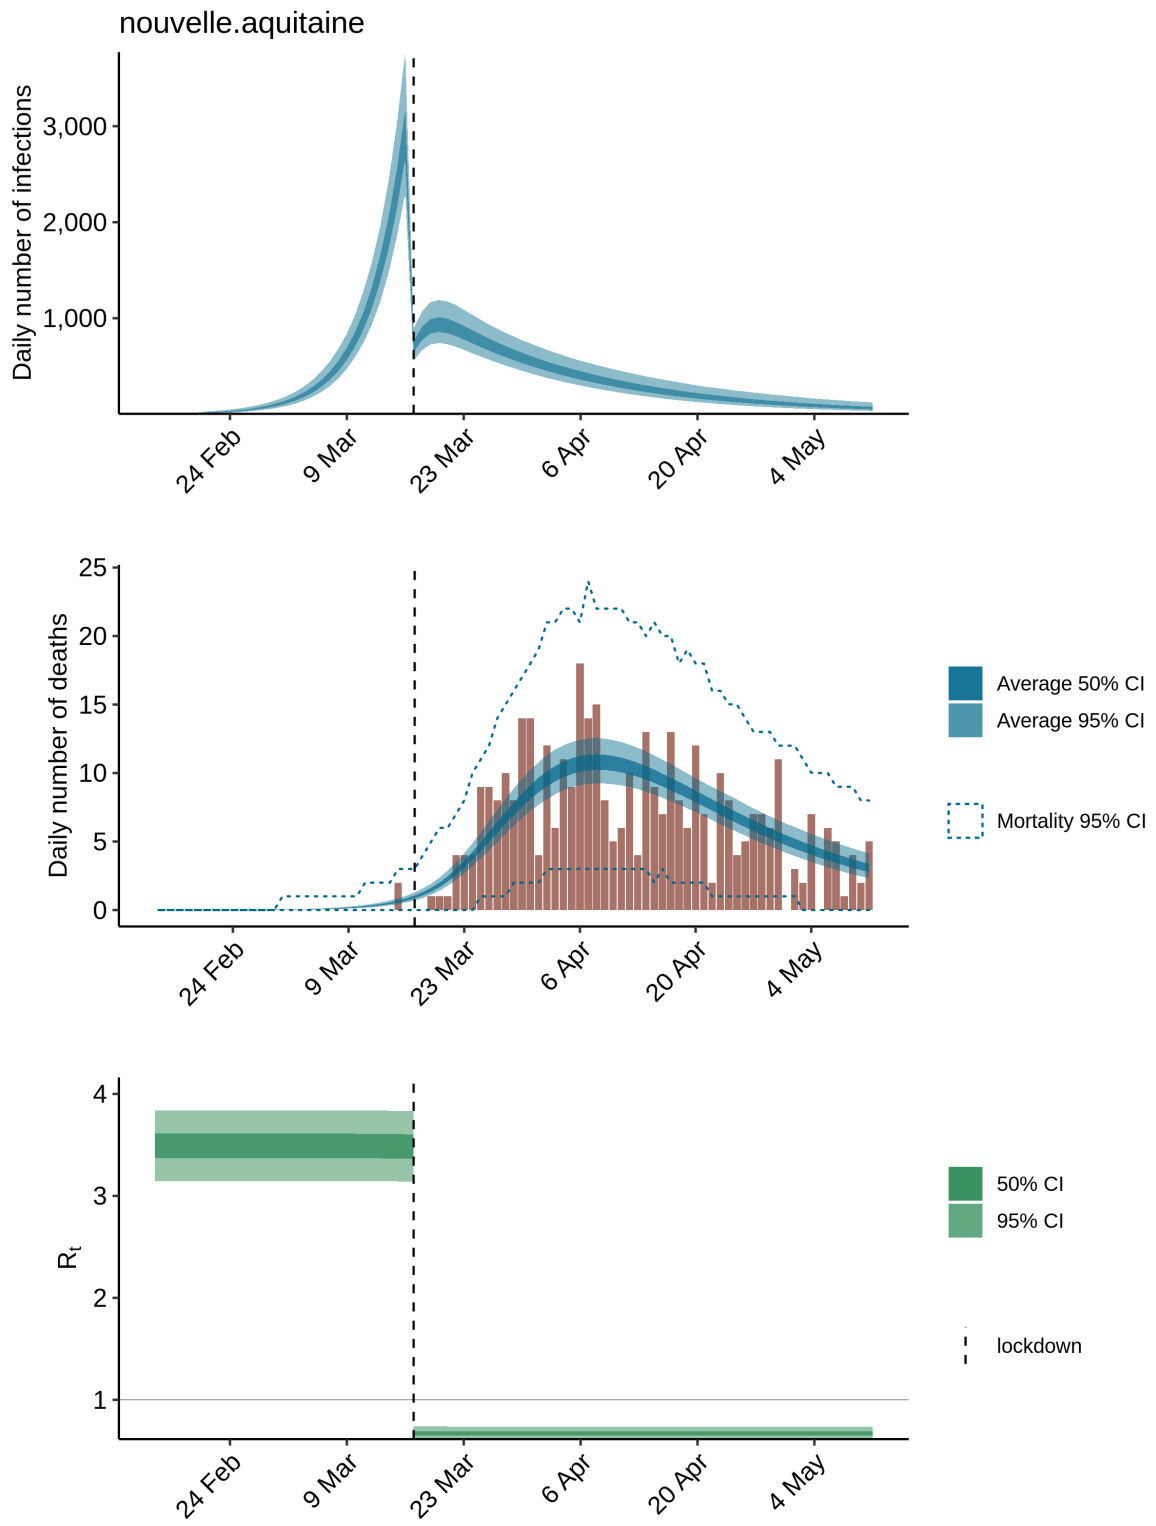 nouvelle.aquitaine
Daily number of infections
3,000
2,000
1,000
24 Feb
9 Mar
23 Mar
6 Apr
20 Apr
4 May
Daily number of deaths
25
20
15
10
5
0
24 Feb
9 Mar
23 Mar
6 Apr
20 Apr
4 May
Average 50% CI
Average 95% CI
Mortality 95% CI
Rt
4
3
2
1
24 Feb
9 Mar
23 Mar
6 Apr
20 Apr
4 May
50% CI
95% CI
lockdown